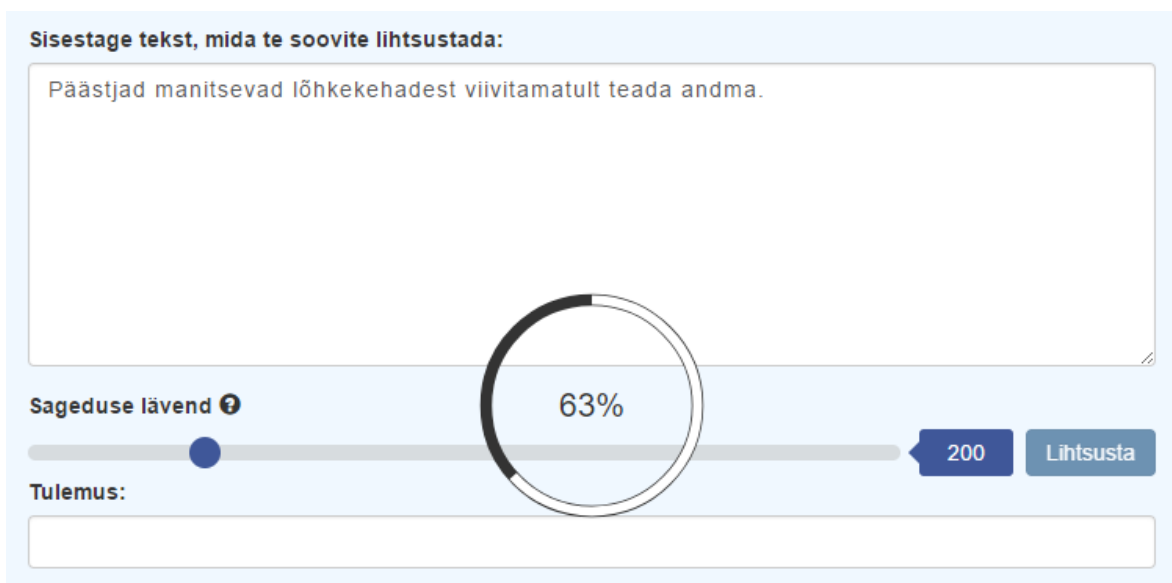 Sisestage tekst, mida te soovite lihtsustada:
Päästjad manitsevad lõhkekehadest viivitamatult teada andma.
63%
Sageduse lävend ?
200 Lihtsusta
Tulemus: